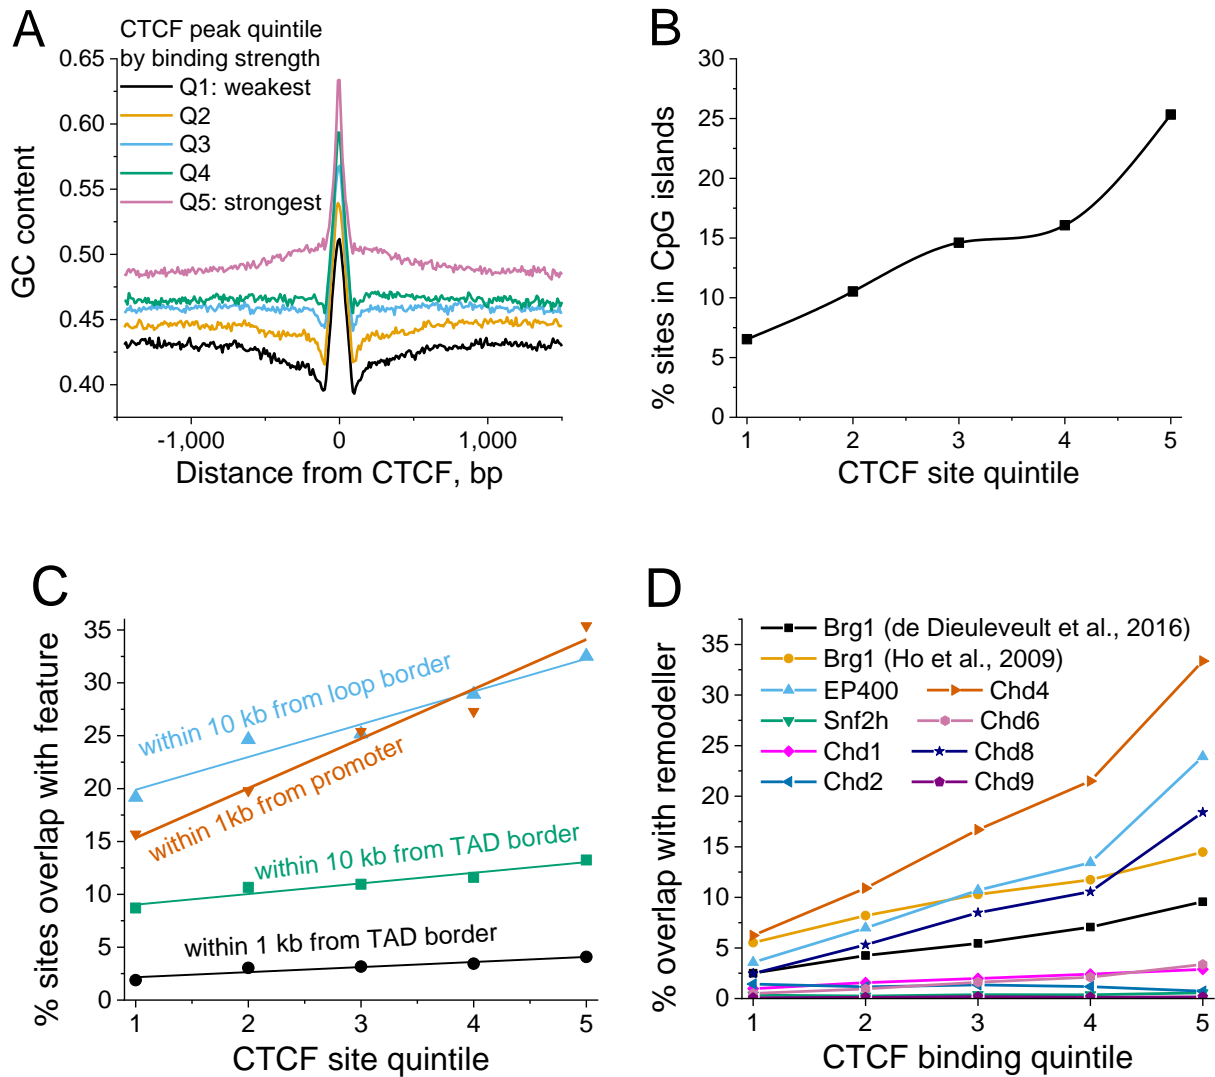 A
CTCF peak quintile
by binding strength
Q1: weakest
Q2
Q3
Q4
Q5: strongest
0.65
0.60
0.55
0.50
0.45
0.40
GC content
-1,000 0 1,000
Distance from CTCF, bp
B
30
25
20
15
10
5
0
% sites in CpG islands
1 2 3 4 5
CTCF site quintile
C
35
30
25
20
15
10
5
0
% sites overlap with feature
within 10 kb from loop border
within 1kb from promoter
within 10 kb from TAD border
within 1 kb from TAD border
1 2 3 4 5
CTCF site quintile
D
35
30
25
20
15
10
5
0
% overlap with remodeller
Brg1 (de Dieuleveult et al., 2016)
Brg1 (Ho et al., 2009)
EP400 Chd4
Snf2h Chd6
Chd1 Chd8
Chd2 Chd9
1 2 3 4 5
CTCF binding quintile